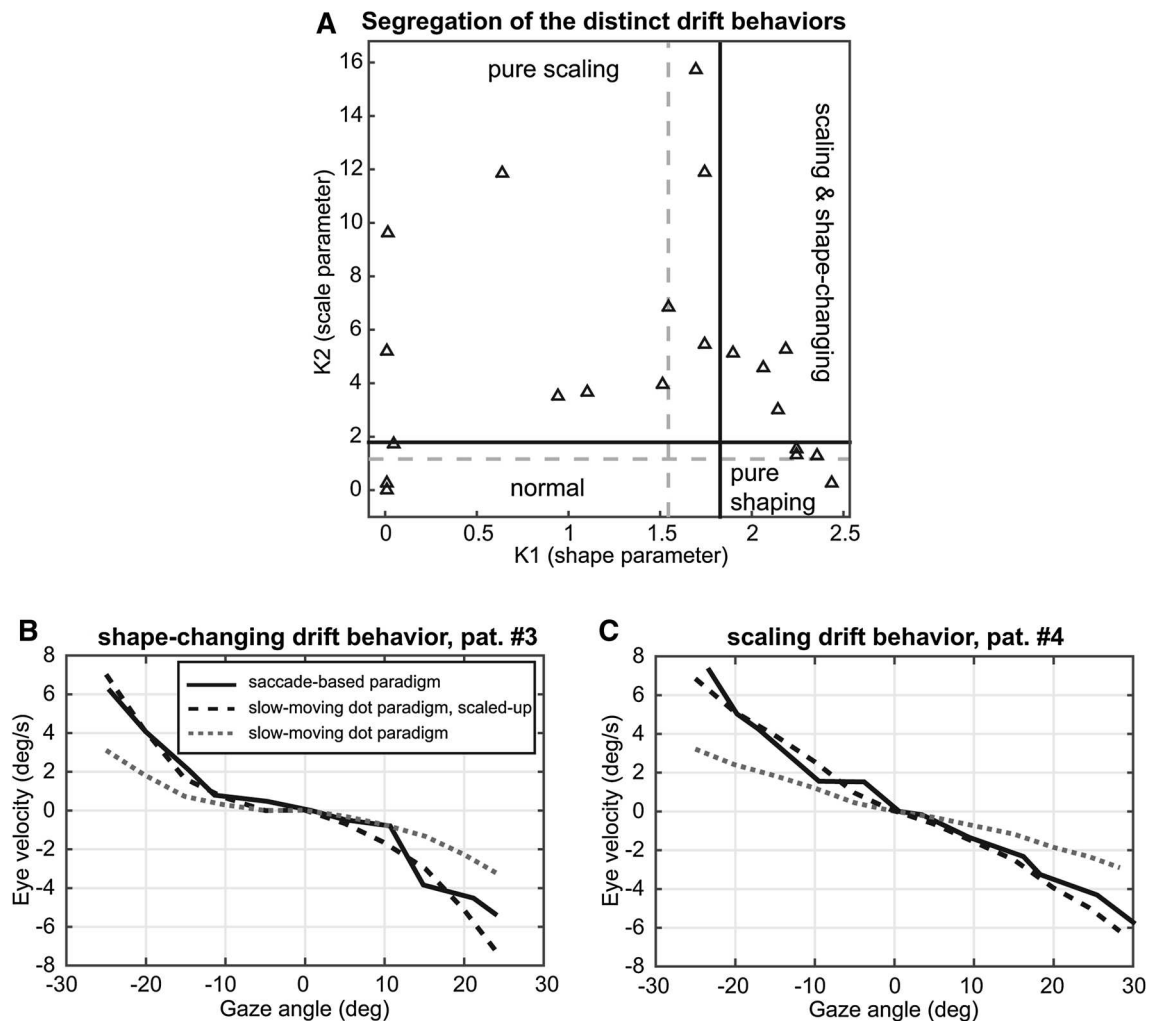 A Segregation of the distinct drift behaviors
16
14
12
10
8
6
4
2
0
K2 (scale parameter)
pure scaling
scaling & shape-changing
normal
pure
shaping
0 0.5 1 1.5 2 2.5
K1 (shape parameter)
B shape-changing drift behavior, pat. #3
8
6
4
2
0
-2
-4
-6
-8
Eye velocity (deg/s)
saccade-based paradigm
slow-moving dot paradigm, scaled-up
slow-moving dot paradigm
-30 -20 -10 0 10 20 30
Gaze angle (deg)
C scaling drift behavior, pat. #4
8
6
4
2
0
-2
-4
-6
-8
Eye velocity (deg/s)
-30 -20 -10 0 10 20 30
Gaze angle (deg)